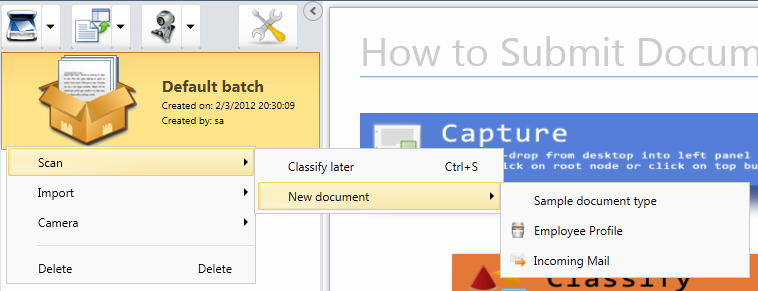 How to Submit Docum
Default batch
Created on: 2/3/2012 20:30:09
Created by: sa
Capture
-drop from desktop into left panel
ick on root node or click on top bu
Scan
Import
Camera
Delete Delete
Classify later Ctrl+S
New document
Sample document type
Employee Profile
Incoming Mail
Classify